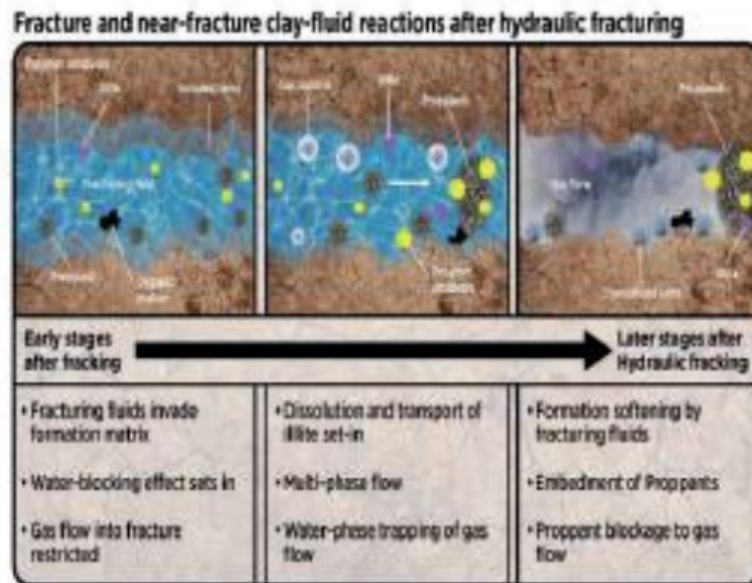 Fracture and near-fracture clay-fluid reactions after hydraulic fracturing
Proppant
Fracturing fluid
Proppants
Organic
matter
Early stages
after fracking
Later stages after
Hydraulic fracking
• Fracturing fluids invade
formation matrix
• Water-blocking effect sets in
• Gas flow into fracture
restricted
• Dissolution and transport of
illite set-in
• Multi-phase flow
• Water-phase trapping of gas
flow
• Formation softening by
fracturing fluids
• Embedment of Proppants
• Proppant blockage to gas
flow